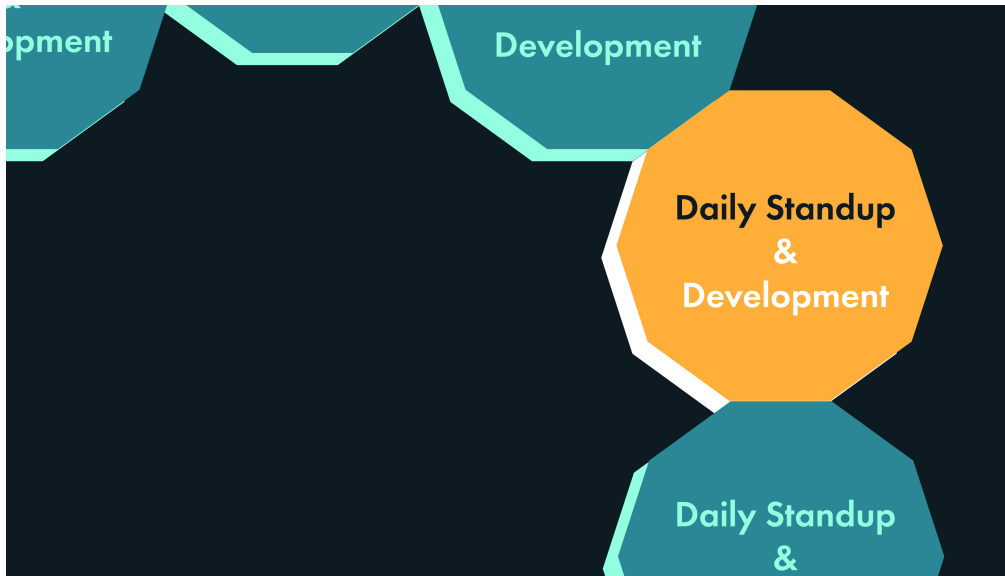 &
opment
Development
Daily Standup
&
Development
Daily Standup
&